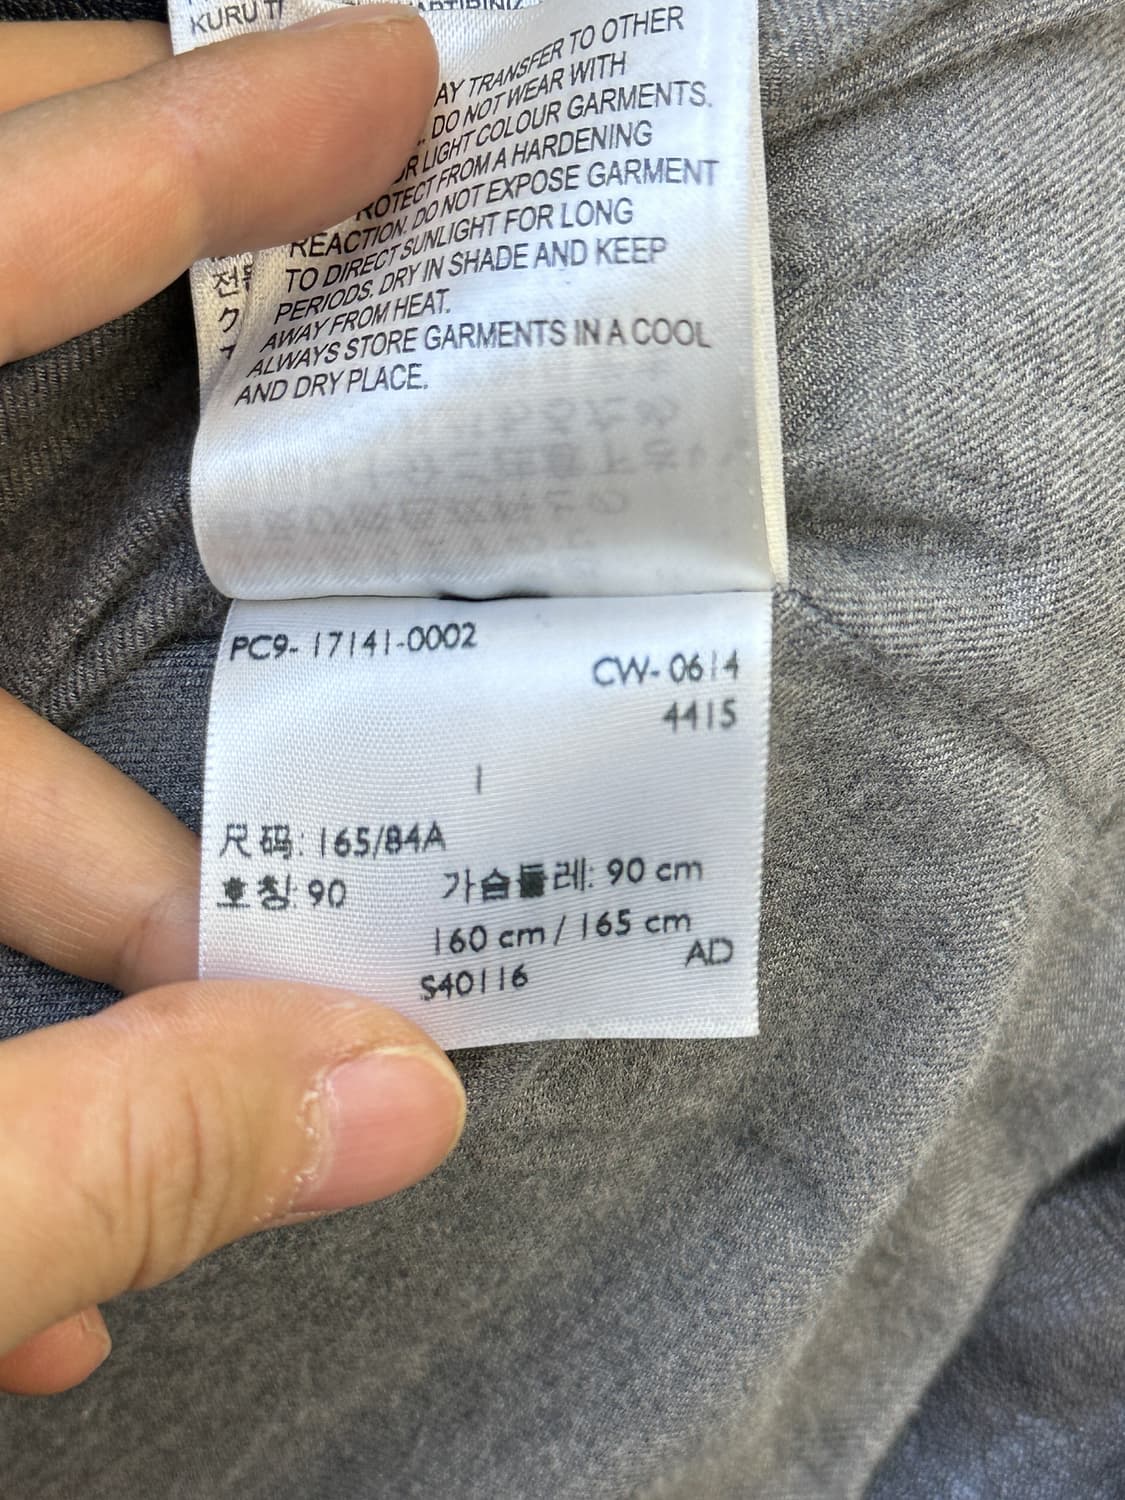 KURU
AY TRANSFER TO OTHER
DO NOT WEAR WITH
LIGHT COLOUR GARMENTS.
FROM A HARDENING
REACTION. DO NOT EXPOSE GARMENT
TO DIRECT SUNLIGHT FOR LONG
PERIODS. DRY IN SHADE AND KEEP
AWAY FROM HEAT.
ALWAYS STORE GARMENTS IN A COOL
AND DRY PLACE.
PC9-17141-0002
CW-0614
4415
1
尺码: 165/84A
호칭: 90 가슴둘레: 90 cm
160 cm / 165 cm
AD
S40116